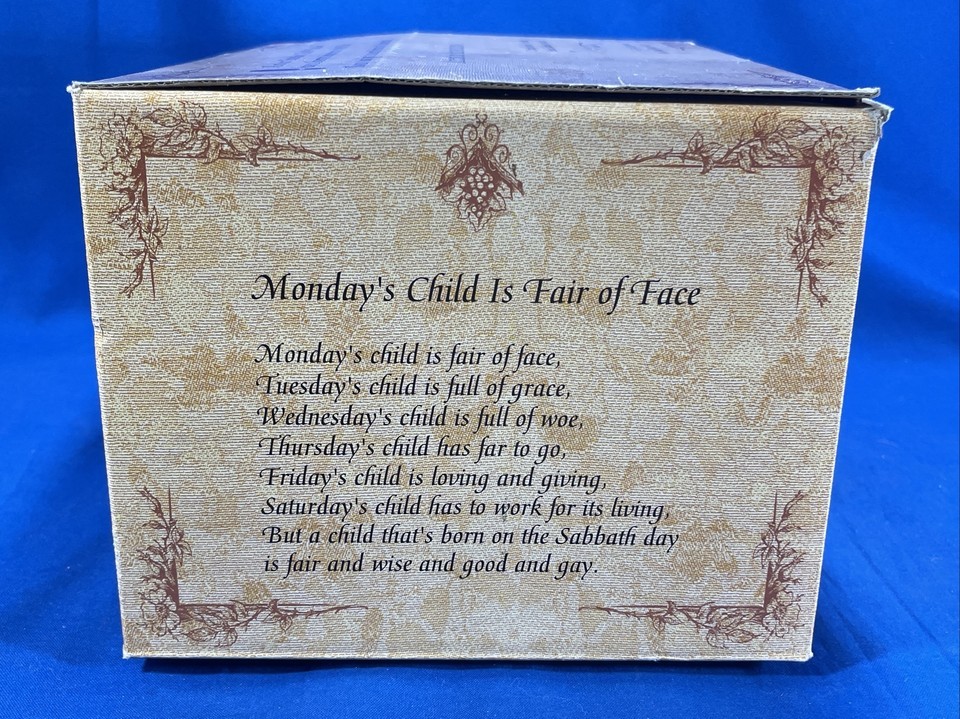 Monday's Child Is Fair of Face
Monday's child is fair of face,
Tuesday's child is full of grace,
Wednesday's child is full of woe,
Thursday's child has far to go,
Friday's child is loving and giving,
Saturday's child has to work for its living,
But a child that's born on the Sabbath day
is fair and wise and good and gay.